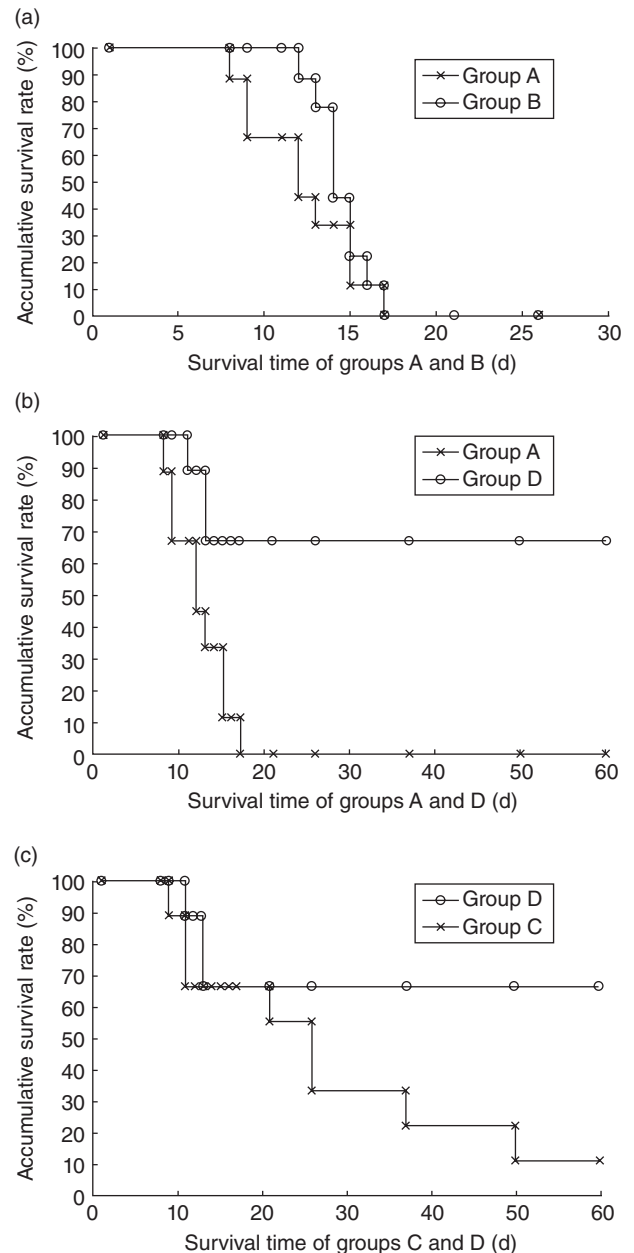 (a)
Accumulative survival rate (%)
100
90
80
70
60
50
40
30
20
10
0
Group A
Group B
0 5 10 15 20 25 30
Survival time of groups A and B (d)
(b)
Accumulative survival rate (%)
100
90
80
70
60
50
40
30
20
10
0
Group A
Group D
0 10 20 30 40 50 60
Survival time of groups A and D (d)
(c)
Accumulative survival rate (%)
100
90
80
70
60
50
40
30
20
10
0
Group D
Group C
0 10 20 30 40 50 60
Survival time of groups C and D (d)